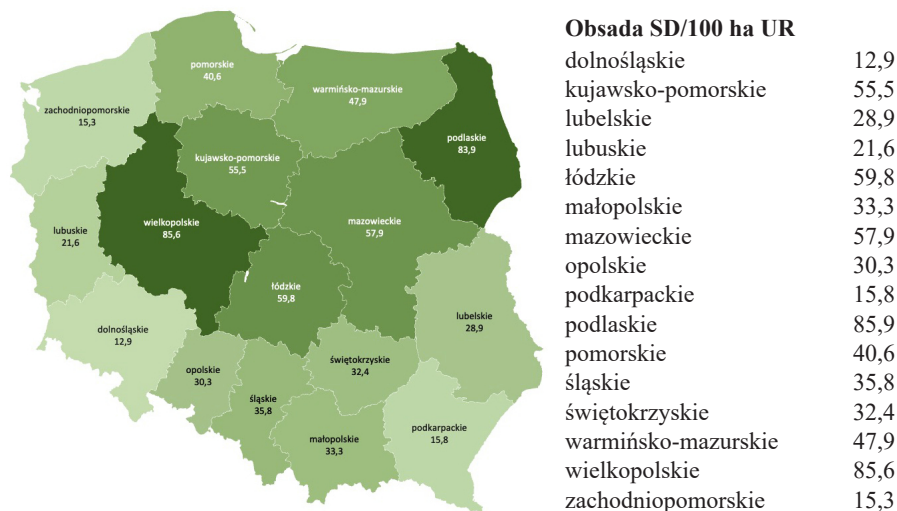 pomorskie
40,6
warmińsko-mazurskie
47,9
zachodniopomorskie
15,3
podlaskie
83,9
kujawsko-pomorskie
55,5
wielkopolskie
85,6
mazowieckie
57,9
lubuskie
21,6
łódzkie
59,8
lubelskie
28,9
dolnośląskie
12,9
świętokrzyskie
32,4
opolskie
30,3
śląskie
35,8
podkarpackie
15,8
małopolskie
33,3
Obsada SD/100 ha UR
dolnośląskie 12,9
kujawsko-pomorskie 55,5
lubelskie 28,9
lubuskie 21,6
łódzkie 59,8
małopolskie 33,3
mazowieckie 57,9
opolskie 30,3
podkarpackie 15,8
podlaskie 85,9
pomorskie 40,6
śląskie 35,8
świętokrzyskie 32,4
warmińsko-mazurskie 47,9
wielkopolskie 85,6
zachodniopomorskie 15,3